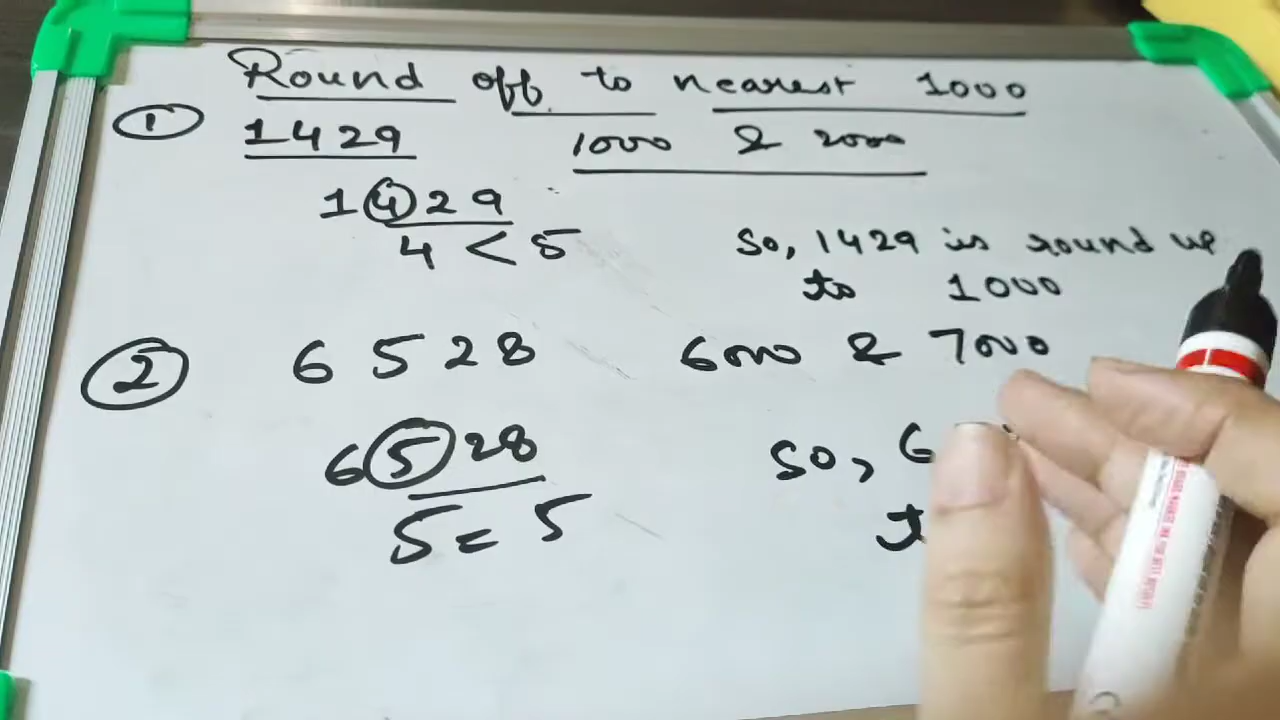 Round off to nearest 1000
① 1429 1000 & 2000
1429
4 < 5
So, 1429 is round up
to 1000
② 6528 6000 & 7000
6528
5 = 5
So, 6